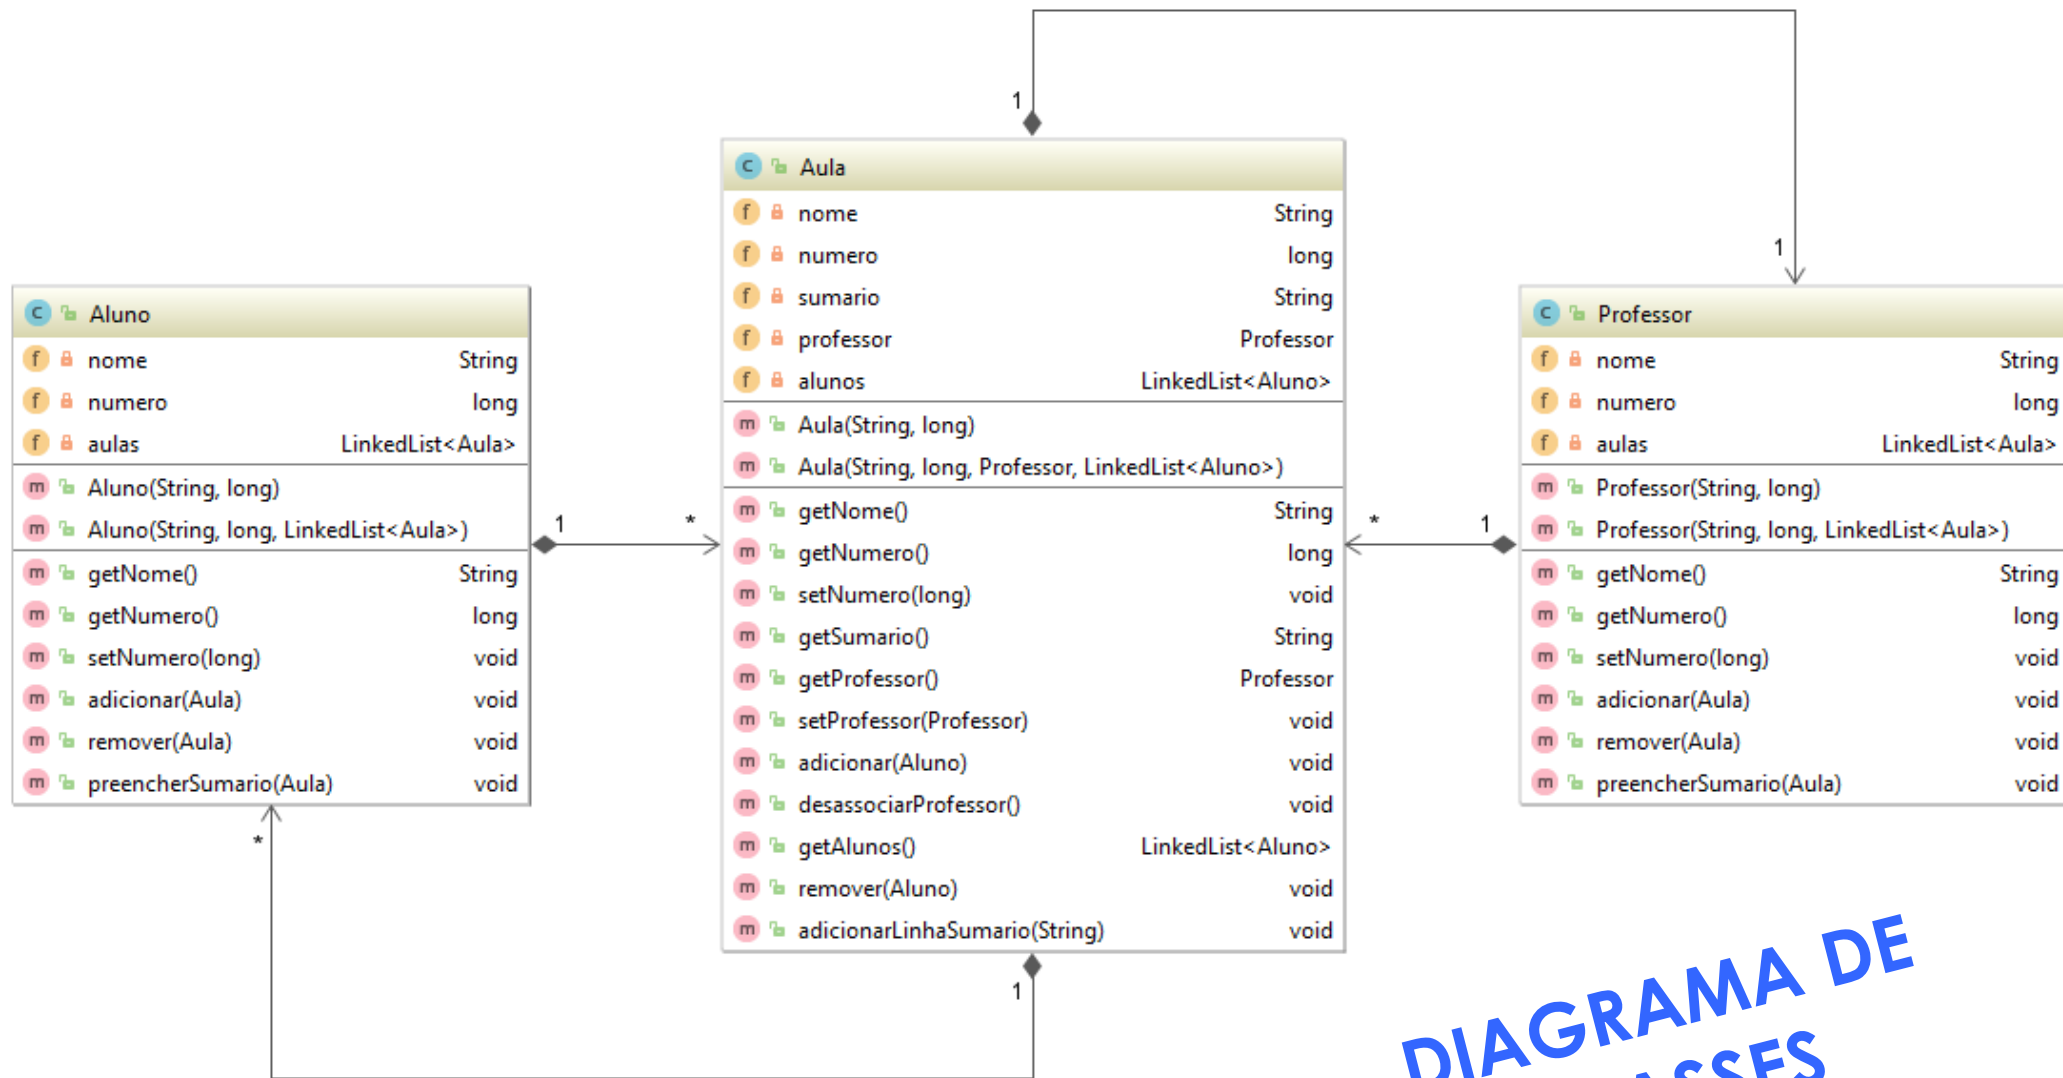 1
1
C Aula
f nome String
f numero long
f sumario String
f professor Professor
f alunos LinkedList<Aluno>
m Aula(String, long)
m Aula(String, long, Professor, LinkedList<Aluno>)
m getNome() String
m getNumero() long
m setNumero(long) void
m getSumario() String
m getProfessor() Professor
m setProfessor(Professor) void
m adicionar(Aluno) void
m desassociarProfessor() void
m getAlunos() LinkedList<Aluno>
m remover(Aluno) void
m adicionarLinhaSumario(String) void
C Aluno
f nome String
f numero long
f aulas LinkedList<Aula>
m Aluno(String, long)
m Aluno(String, long, LinkedList<Aula>)
m getNome() String
m getNumero() long
m setNumero(long) void
m adicionar(Aula) void
m remover(Aula) void
m preencherSumario(Aula) void
1 *
* 1
C Professor
f nome String
f numero long
f aulas LinkedList<Aula>
m Professor(String, long)
m Professor(String, long, LinkedList<Aula>)
m getNome() String
m getNumero() long
m setNumero(long) void
m adicionar(Aula) void
m remover(Aula) void
m preencherSumario(Aula) void
*
1
DIAGRAMA DE